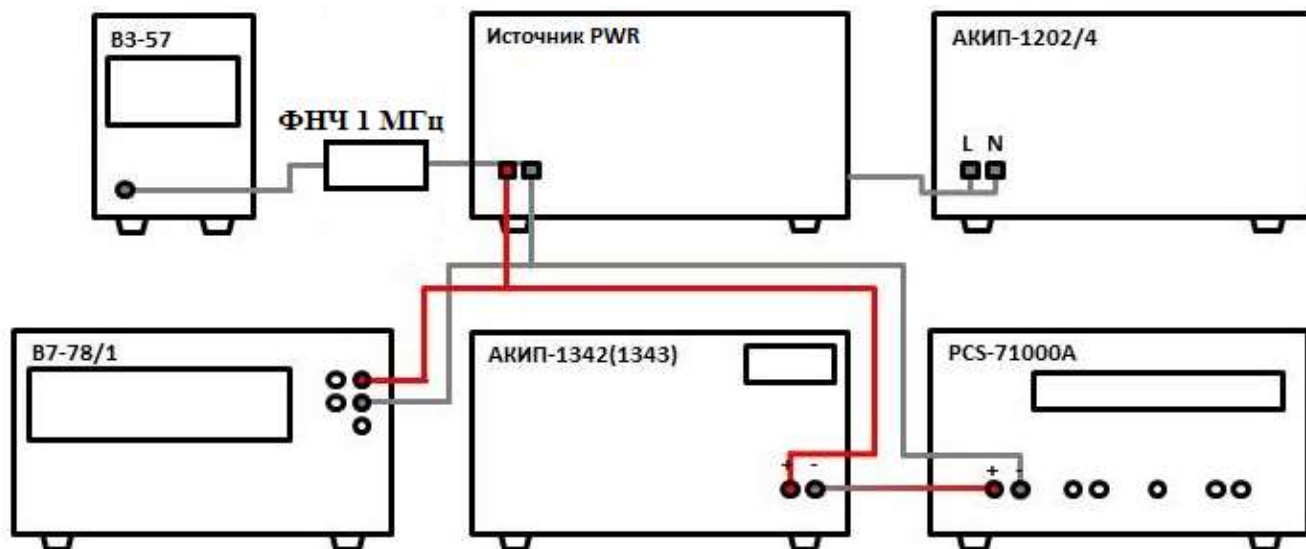 В3-57
Источник PWR
АКИП-1202/4
ФНЧ 1 МГц
L N
В7-78/1
АКИП-1342(1343)
PCS-71000A
+ -
+ -